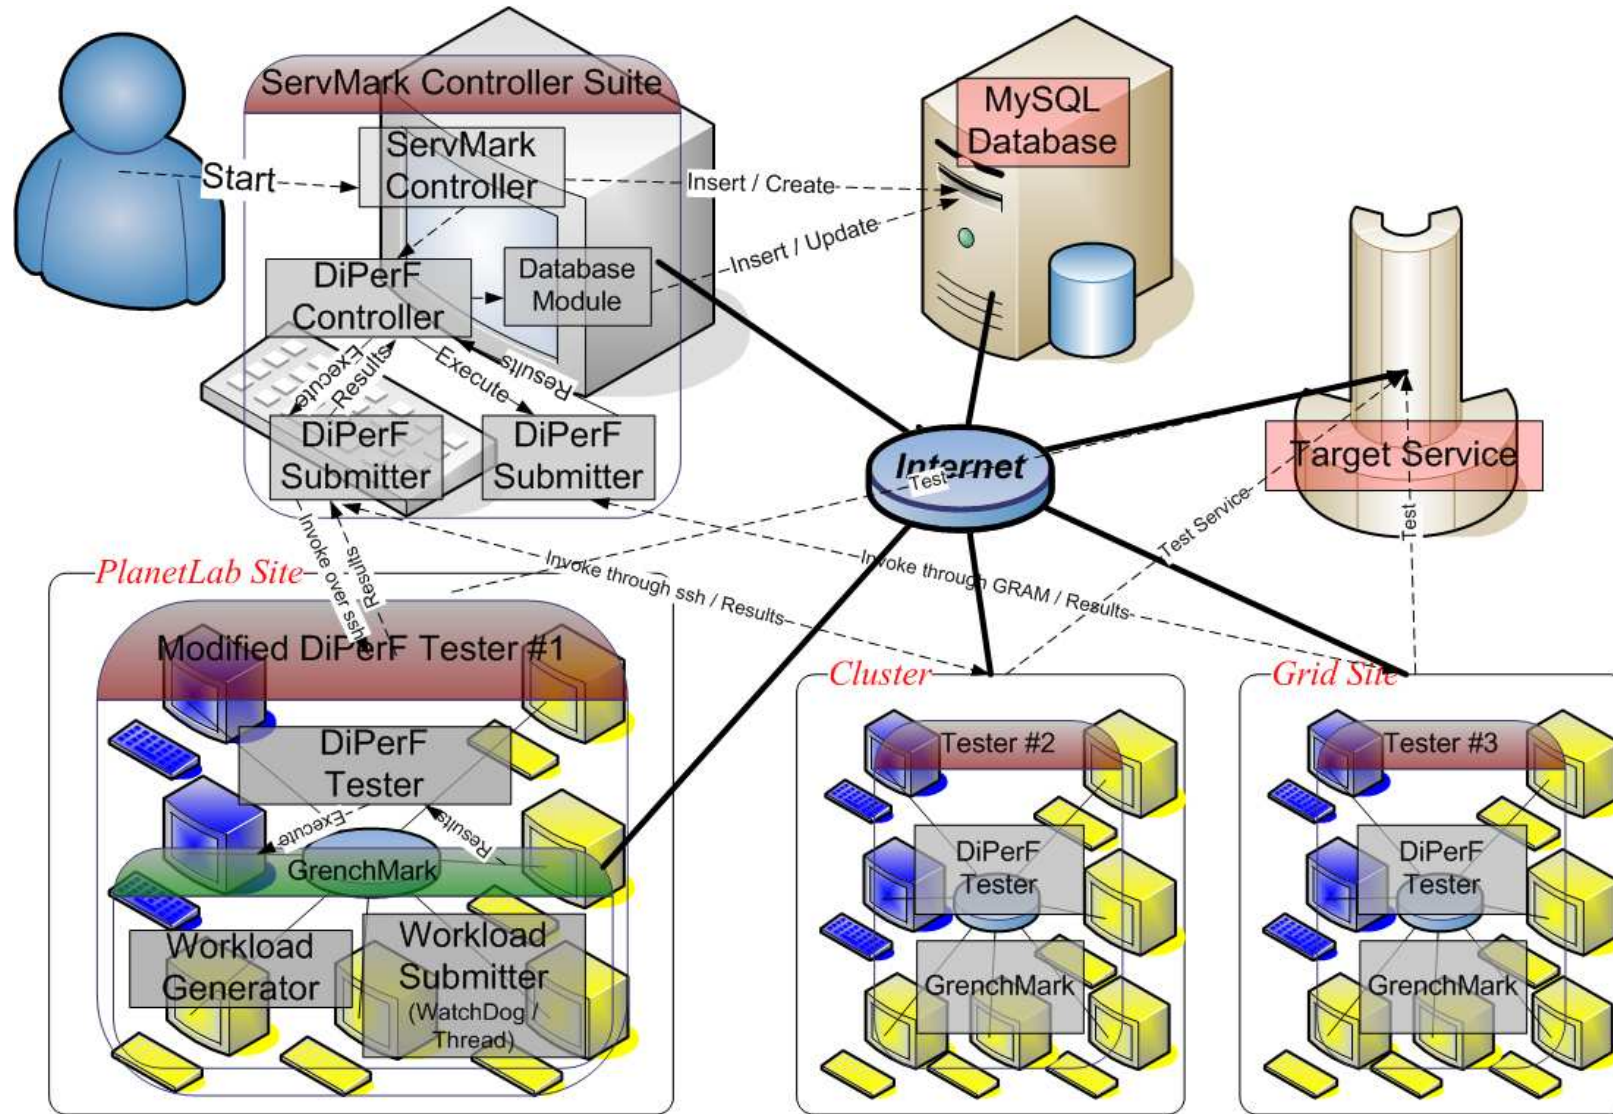 ServMark Controller Suite
MySQL
Database
ServMark
Controller
Start
Insert / Create
Insert / Update
DiPerF
Controller
Database
Module
Execute
Results
Execute
Results
DiPerF
Submitter
DiPerF
Submitter
Internet
Test
Target Service
Test Service
Test
Invoke over ssh
Results
Invoke through ssh / Results
Invoke through GRAM / Results
PlanetLab Site
Modified DiPerF Tester #1
DiPerF
Tester
Execute
Results
GrenchMark
Workload
Generator
Workload
Submitter
(WatchDog /
Thread)
Cluster
Tester #2
DiPerF
Tester
GrenchMark
Grid Site
Tester #3
DiPerF
Tester
GrenchMark